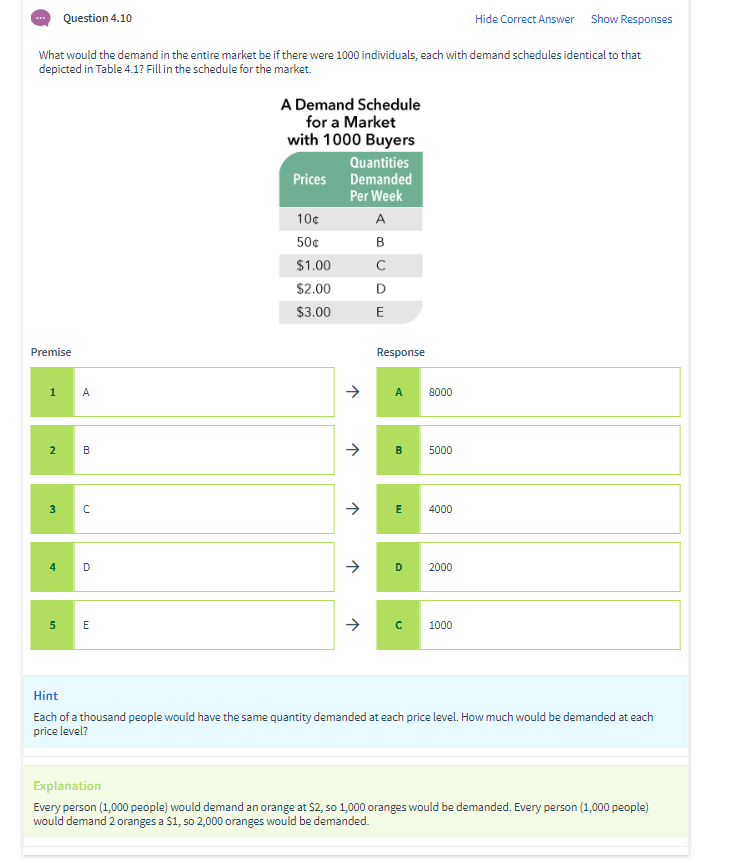 Question 4.10
Hide Correct Answer Show Responses
What would the demand in the entire market be if there were 1000 individuals, each with demand schedules identical to that
depicted in Table 4.1? Fill in the schedule for the market.
A Demand Schedule
for a Market
with 1000 Buyers
Prices Quantities
Demanded
Per Week
10¢ A
50¢ B
$1.00 C
$2.00 D
$3.00 E
Premise Response
1 A → A 8000
2 B → B 5000
3 C → E 4000
4 D → D 2000
5 E → C 1000
Hint
Each of a thousand people would have the same quantity demanded at each price level. How much would be demanded at each
price level?
Explanation
Every person (1,000 people) would demand an orange at $2, so 1,000 oranges would be demanded. Every person (1,000 people)
would demand 2 oranges a $1, so 2,000 oranges would be demanded.